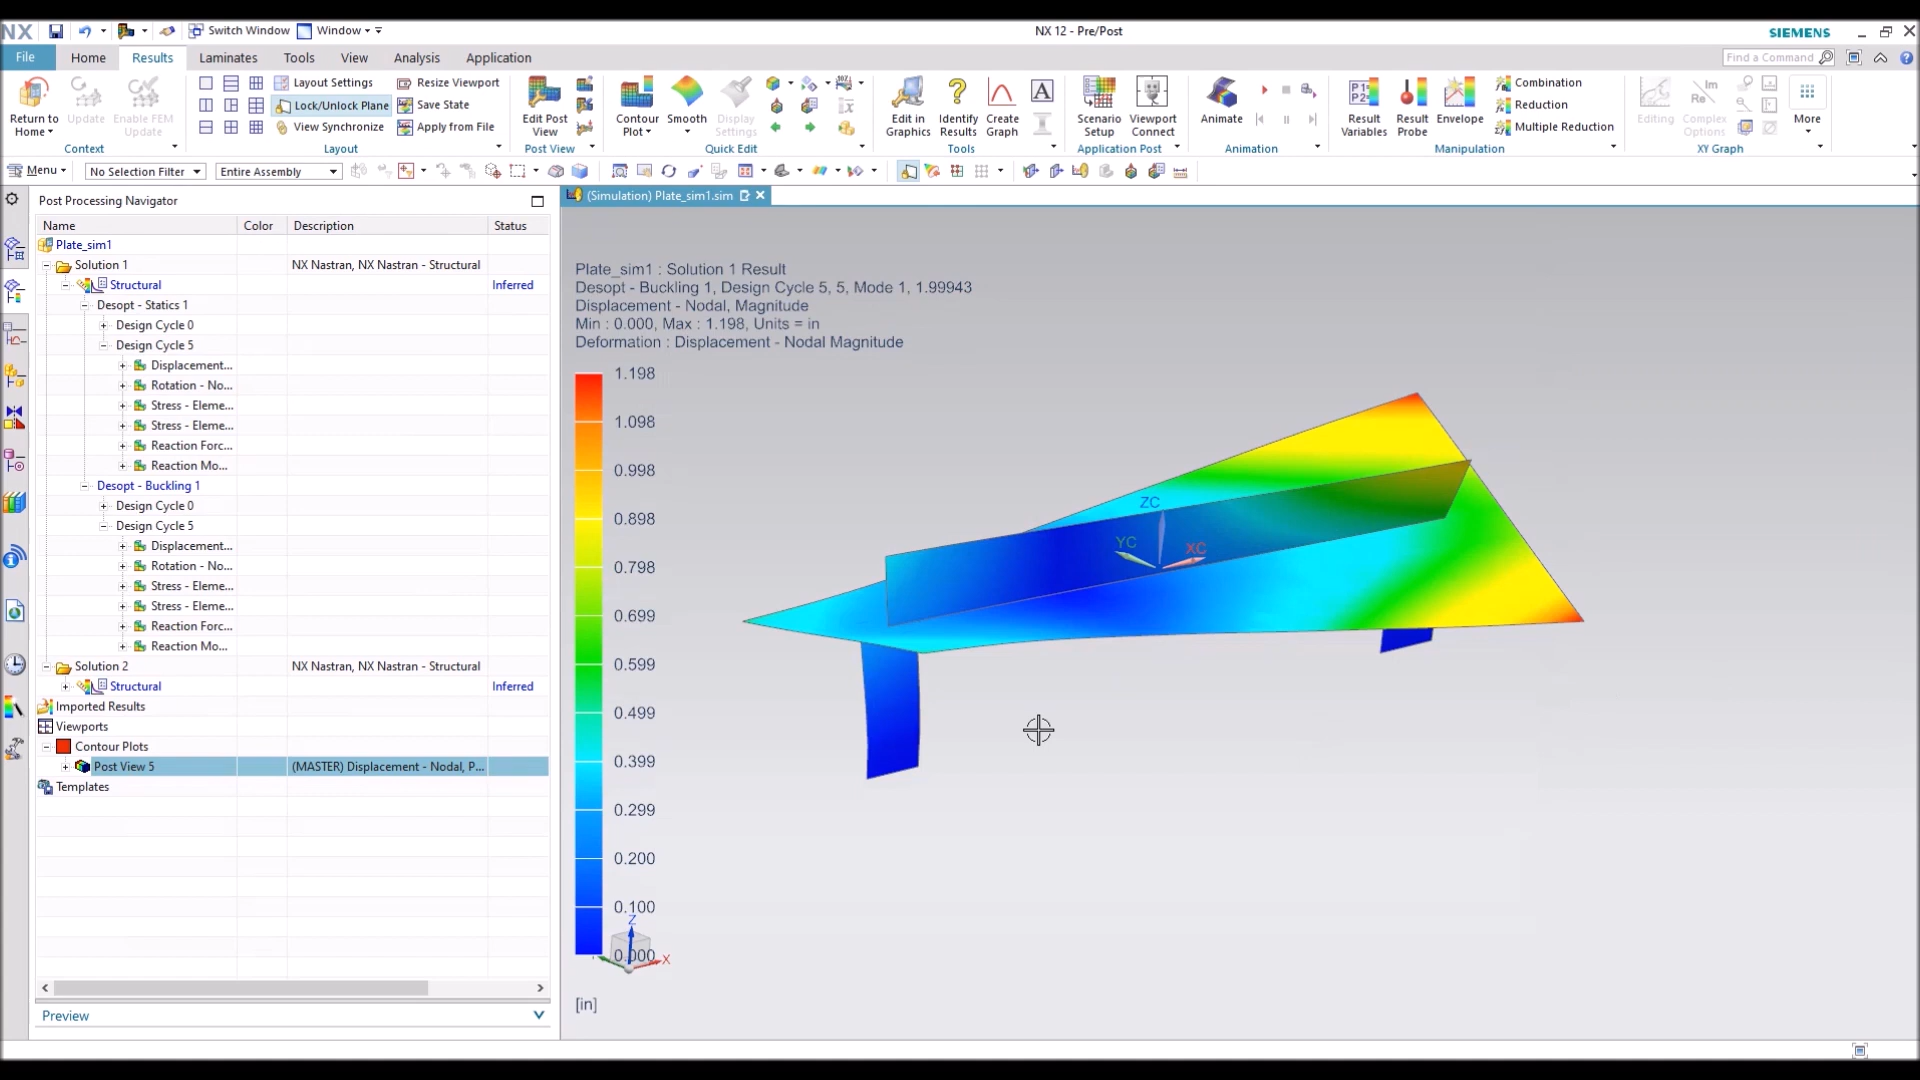 NX
Switch Window
Window
NX 12 - Pre/Post
SIEMENS
File
Home
Results
Laminates
Tools
View
Analysis
Application
Find a Command
Return to Home
Update
Enable FEM Update
Context
Layout Settings
Lock/Unlock Plane
View Synchronize
Resize Viewport
Save State
Apply from File
Layout
Edit Post View
Post View
Contour Plot
Smooth
Display Settings
Quick Edit
Edit in Graphics
Identify Results
Create Graph
A
Tools
Scenario Setup
Viewport Connect
Application Post
Animate
Animation
Result Variables
Result Probe
Envelope
Combination
Reduction
Multiple Reduction
Manipulation
Editing
Complex Options
More
XY Graph
Menu
No Selection Filter
Entire Assembly
Post Processing Navigator
(Simulation) Plate_sim1.sim
Name
Color
Description
Status
Plate_sim1
Solution 1
NX Nastran, NX Nastran - Structural
Structural
Inferred
Desopt - Statics 1
Design Cycle 0
Design Cycle 5
Displacement...
Rotation - No...
Stress - Eleme...
Stress - Eleme...
Reaction Forc...
Reaction Mo...
Desopt - Buckling 1
Design Cycle 0
Design Cycle 5
Displacement...
Rotation - No...
Stress - Eleme...
Stress - Eleme...
Reaction Forc...
Reaction Mo...
Solution 2
NX Nastran, NX Nastran - Structural
Structural
Inferred
Imported Results
Viewports
Contour Plots
Post View 5
(MASTER) Displacement - Nodal, P...
Templates
Preview
Plate_sim1 : Solution 1 Result
Desopt - Buckling 1, Design Cycle 5, 5, Mode 1, 1.99943
Displacement - Nodal, Magnitude
Min : 0.000, Max : 1.198, Units = in
Deformation : Displacement - Nodal Magnitude
1.198
1.098
0.998
0.898
0.798
0.699
0.599
0.499
0.399
0.299
0.200
0.100
0.000
[in]
ZC
YC
XC
Z
X